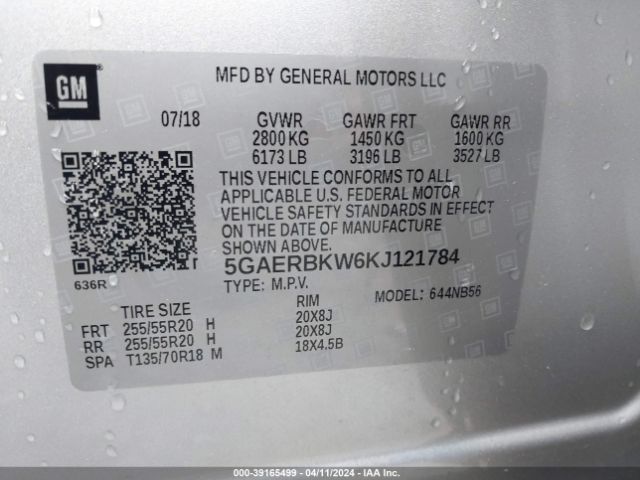 GM
MFD BY GENERAL MOTORS LLC
07/18 GVWR GAWR FRT GAWR RR
2800 KG 1450 KG 1600 KG
6173 LB 3196 LB 3527 LB
THIS VEHICLE CONFORMS TO ALL
APPLICABLE U.S. FEDERAL MOTOR
VEHICLE SAFETY STANDARDS IN EFFECT
ON THE DATE OF MANUFACTURE
SHOWN ABOVE.
5GAERBKW6KJ121784
636R
TYPE: M.P.V. MODEL: 644NB56
TIRE SIZE RIM
FRT 255/55R20 H 20X8J
RR 255/55R20 H 20X8J
SPA T135/70R18 M 18X4.5B
000-39165499 - 04/11/2024 - IAA Inc.